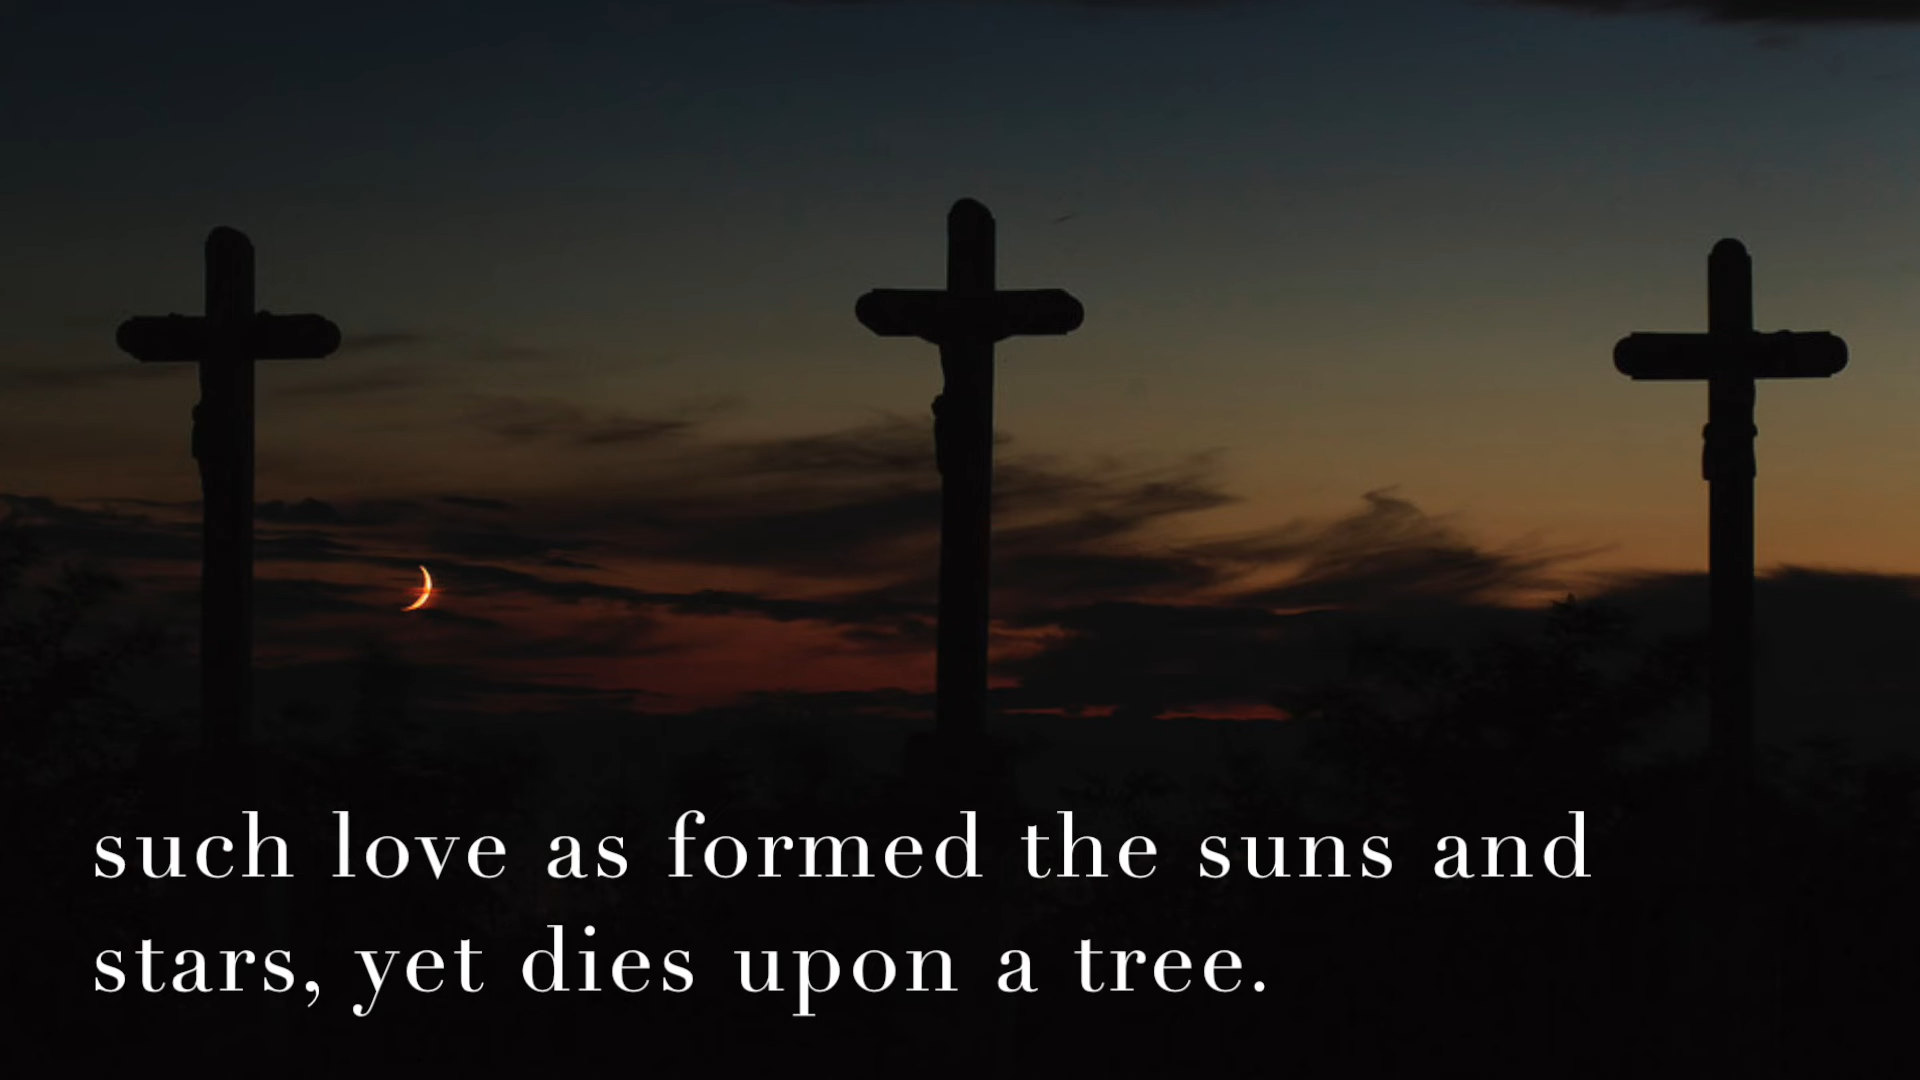 such love as formed the suns and
stars, yet dies upon a tree.